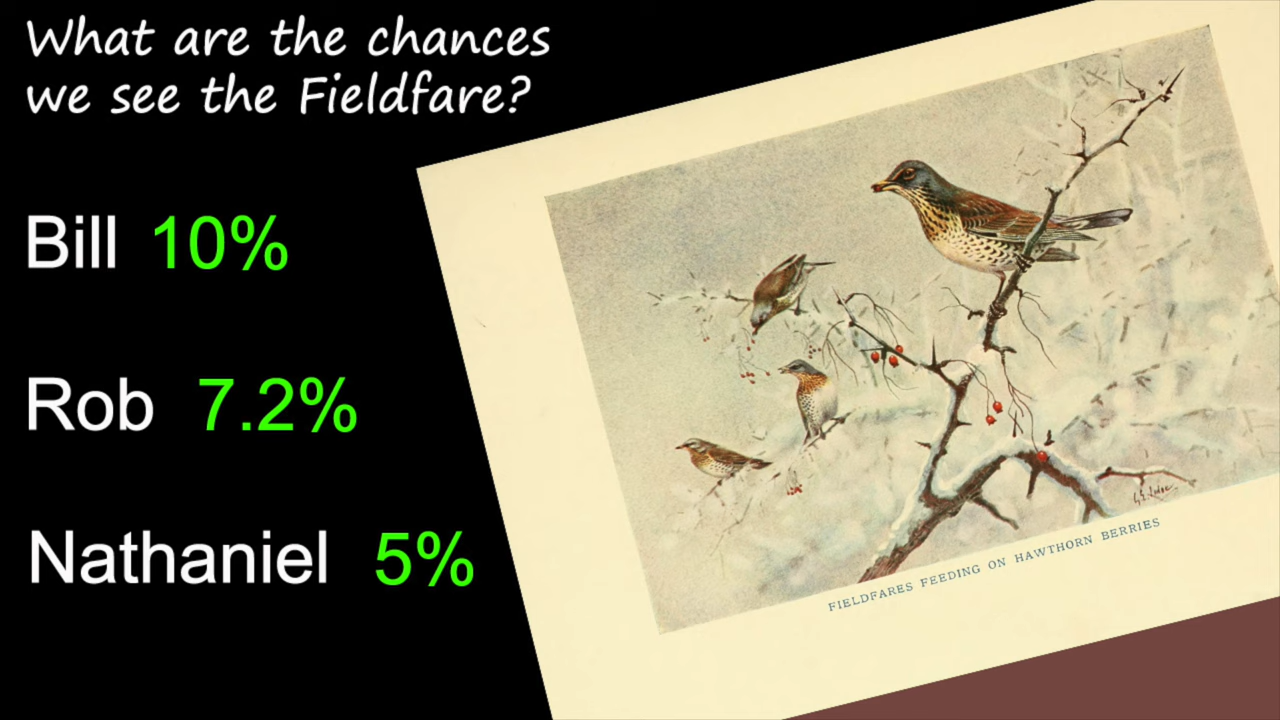 What are the chances
we see the Fieldfare?
Bill 10%
Rob 7.2%
Nathaniel 5%
FIELDFARES FEEDING ON HAWTHORN BERRIES